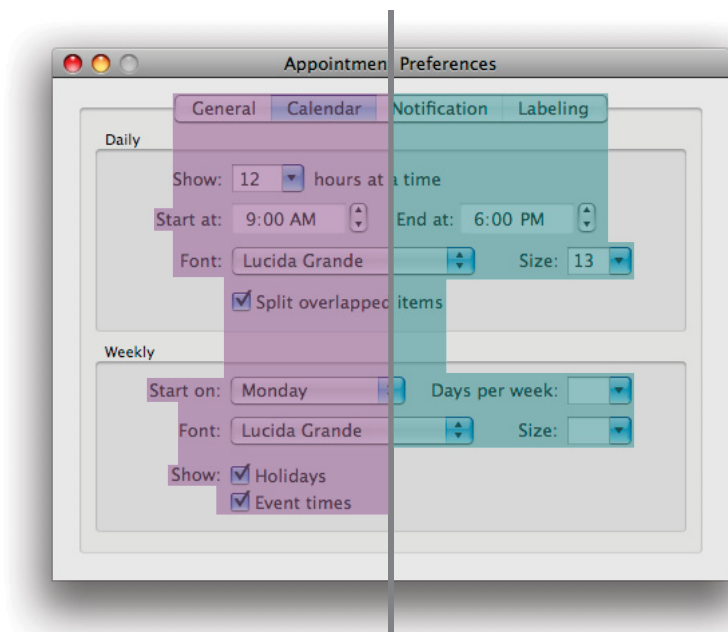 Appointment Preferences
General Calendar Notification Labeling
Daily
Show: 12 hours at a time
Start at: 9:00 AM End at: 6:00 PM
Font: Lucida Grande Size: 13
Split overlapped items
Weekly
Start on: Monday Days per week:
Font: Lucida Grande Size:
Show: Holidays
Event times